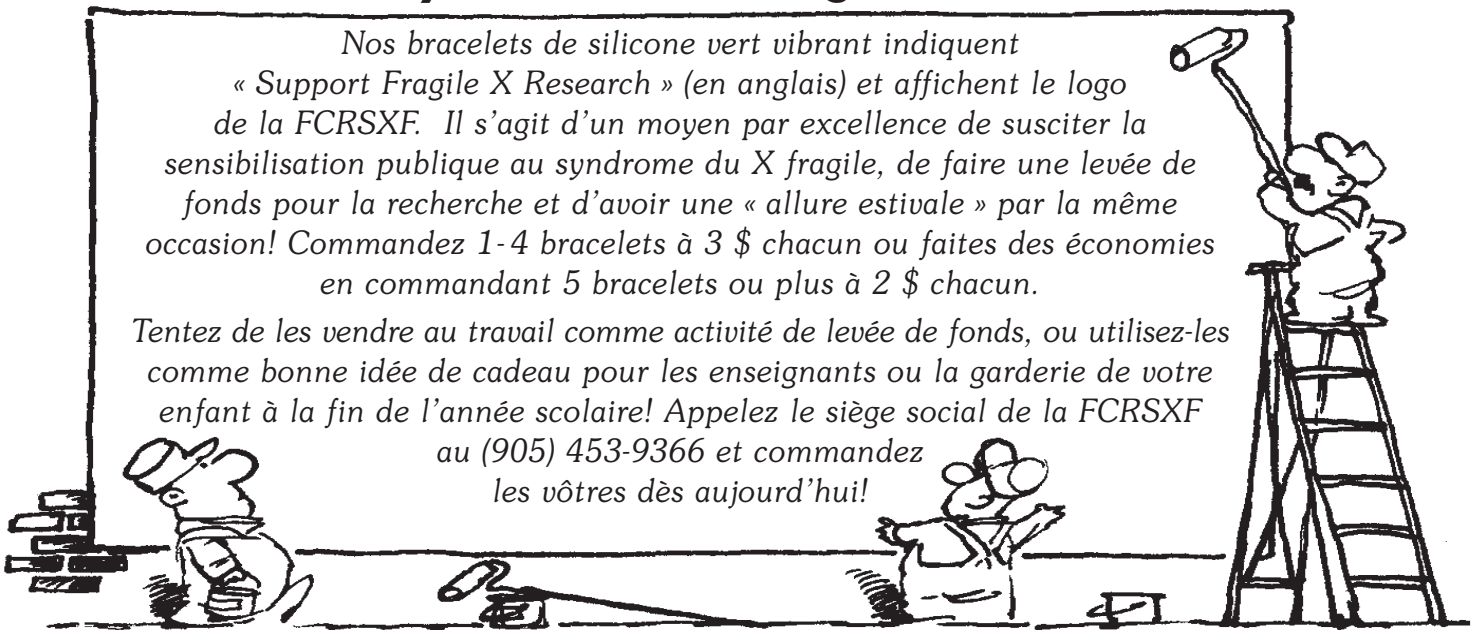 Nos bracelets de silicone vert vibrant indiquent
« Support Fragile X Research » (en anglais) et affichent le logo
de la FCRSXF.  Il s’agit d’un moyen par excellence de susciter la
sensibilisation publique au syndrome du X fragile, de faire une levée de
fonds pour la recherche et d’avoir une « allure estivale » par la même
occasion! Commandez 1-4 bracelets à 3 $ chacun ou faites des économies
en commandant 5 bracelets ou plus à 2 $ chacun.
Tentez de les vendre au travail comme activité de levée de fonds, ou utilisez-les
comme bonne idée de cadeau pour les enseignants ou la garderie de votre
enfant à la fin de l’année scolaire! Appelez le siège social de la FCRSXF
au (905) 453-9366 et commandez
les vôtres dès aujourd’hui!